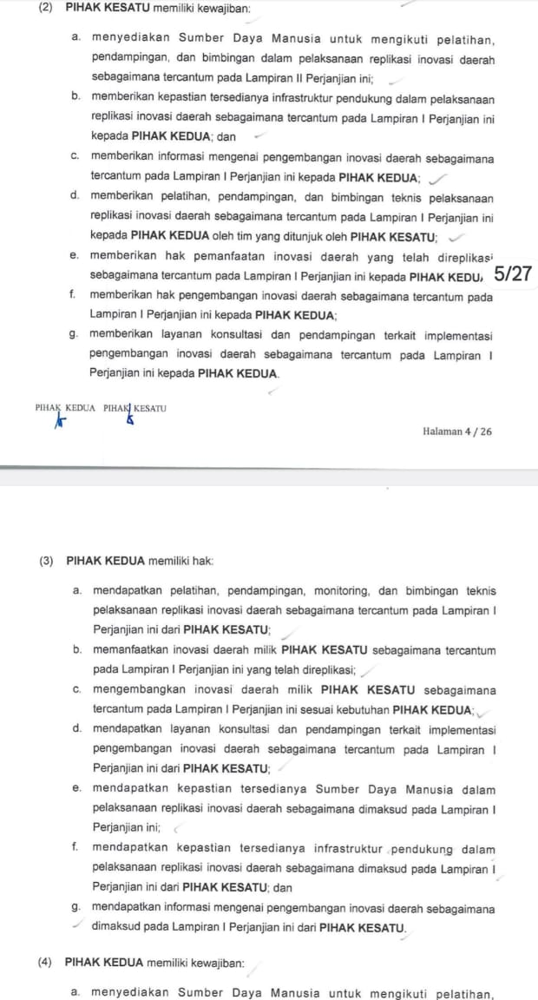 (2) PIHAK KESATU memiliki kewajiban:
a. menyediakan Sumber Daya Manusia untuk mengikuti pelatihan,
pendampingan, dan bimbingan dalam pelaksanaan replikasi inovasi daerah
sebagaimana tercantum pada Lampiran II Perjanjian ini;
b. memberikan kepastian tersedianya infrastruktur pendukung dalam pelaksanaan
replikasi inovasi daerah sebagaimana tercantum pada Lampiran I Perjanjian ini
kepada PIHAK KEDUA; dan
c. memberikan informasi mengenai pengembangan inovasi daerah sebagaimana
tercantum pada Lampiran I Perjanjian ini kepada PIHAK KEDUA;
d. memberikan pelatihan, pendampingan, dan bimbingan teknis pelaksanaan
replikasi inovasi daerah sebagaimana tercantum pada Lampiran I Perjanjian ini
kepada PIHAK KEDUA oleh tim yang ditunjuk oleh PIHAK KESATU;
e. memberikan hak pemanfaatan inovasi daerah yang telah direplikasi
sebagaimana tercantum pada Lampiran I Perjanjian ini kepada PIHAK KEDU
5/27
f. memberikan hak pengembangan inovasi daerah sebagaimana tercantum pada
Lampiran I Perjanjian ini kepada PIHAK KEDUA;
g. memberikan layanan konsultasi dan pendampingan terkait implementasi
pengembangan inovasi daerah sebagaimana tercantum pada Lampiran I
Perjanjian ini kepada PIHAK KEDUA.
PIHAK KEDUA PIHAK KESATU
Halaman 4 / 26
(3) PIHAK KEDUA memiliki hak:
a. mendapatkan pelatihan, pendampingan, monitoring, dan bimbingan teknis
pelaksanaan replikasi inovasi daerah sebagaimana tercantum pada Lampiran I
Perjanjian ini dari PIHAK KESATU;
b. memanfaatkan inovasi daerah milik PIHAK KESATU sebagaimana tercantum
pada Lampiran I Perjanjian ini yang telah direplikasi;
c. mengembangkan inovasi daerah milik PIHAK KESATU sebagaimana
tercantum pada Lampiran I Perjanjian ini sesuai kebutuhan PIHAK KEDUA;
d. mendapatkan layanan konsultasi dan pendampingan terkait implementasi
pengembangan inovasi daerah sebagaimana tercantum pada Lampiran I
Perjanjian ini dari PIHAK KESATU;
e. mendapatkan kepastian tersedianya Sumber Daya Manusia dalam
pelaksanaan replikasi inovasi daerah sebagaimana dimaksud pada Lampiran I
Perjanjian ini;
f. mendapatkan kepastian tersedianya infrastruktur pendukung dalam
pelaksanaan replikasi inovasi daerah sebagaimana dimaksud pada Lampiran I
Perjanjian ini dari PIHAK KESATU; dan
g. mendapatkan informasi mengenai pengembangan inovasi daerah sebagaimana
dimaksud pada Lampiran I Perjanjian ini dari PIHAK KESATU.
(4) PIHAK KEDUA memiliki kewajiban:
a. menyediakan Sumber Daya Manusia untuk mengikuti pelatihan,